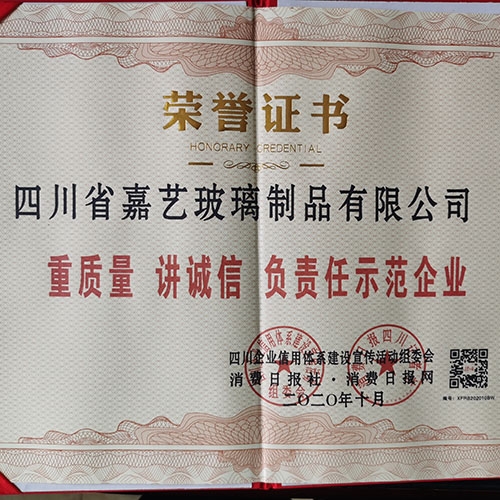 荣誉证书
HONORARY CREDENTIAL
四川省嘉艺玻璃制品有限公司
重质量 讲诚信 负责任示范企业
四川企业信用体系建设宣传活动组委会
消费日报社·消费日报网
二〇二〇年十月
编号：XFRB202010BW